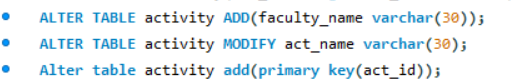 ALTER TABLE activity ADD(faculty_name varchar(30));
ALTER TABLE activity MODIFY act_name varchar(30);
Alter table activity add(primary key(act_id));